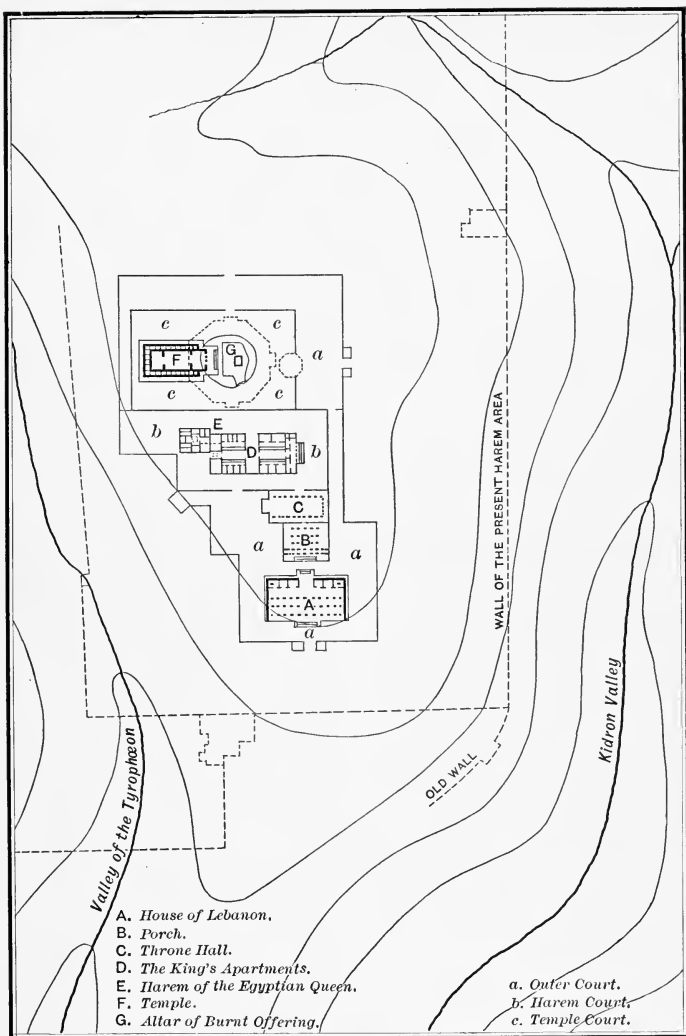 c
c
F
G
a
c
c
E
b
D
b
C
B
a
a
A
a
WALL OF THE PRESENT HAREM AREA
Kidron Valley
OLD WALL
Valley of the Tyrophœon
A. House of Lebanon.
B. Porch.
C. Throne Hall.
D. The King's Apartments.
E. Harem of the Egyptian Queen.
F. Temple.
G. Altar of Burnt Offering.
a. Outer Court.
b. Harem Court.
c. Temple Court.